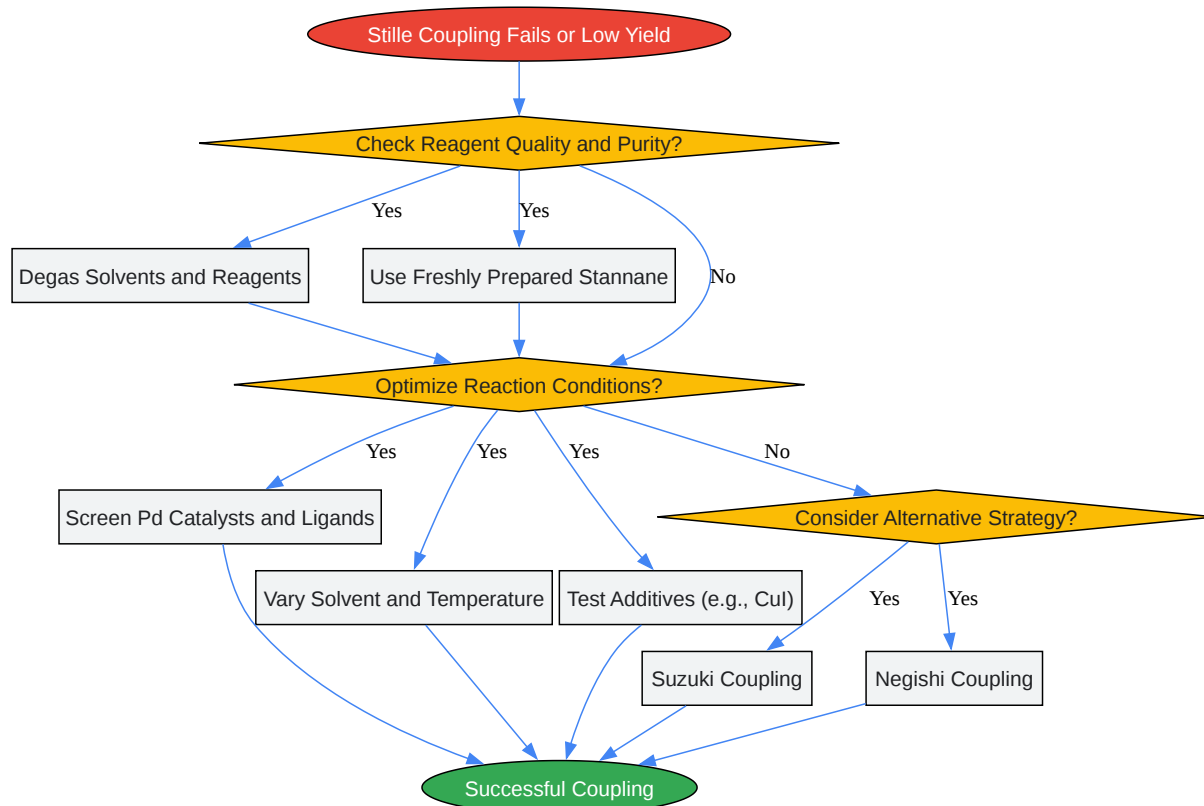 Stille Coupling Fails or Low Yield
Check Reagent Quality and Purity?
Yes
Yes
Degas Solvents and Reagents
Use Freshly Prepared Stannane
No
Optimize Reaction Conditions?
Yes
Yes
Yes
No
Screen Pd Catalysts and Ligands
Consider Alternative Strategy?
Vary Solvent and Temperature
Test Additives (e.g., CuI)
Yes
Yes
Suzuki Coupling
Negishi Coupling
Successful Coupling